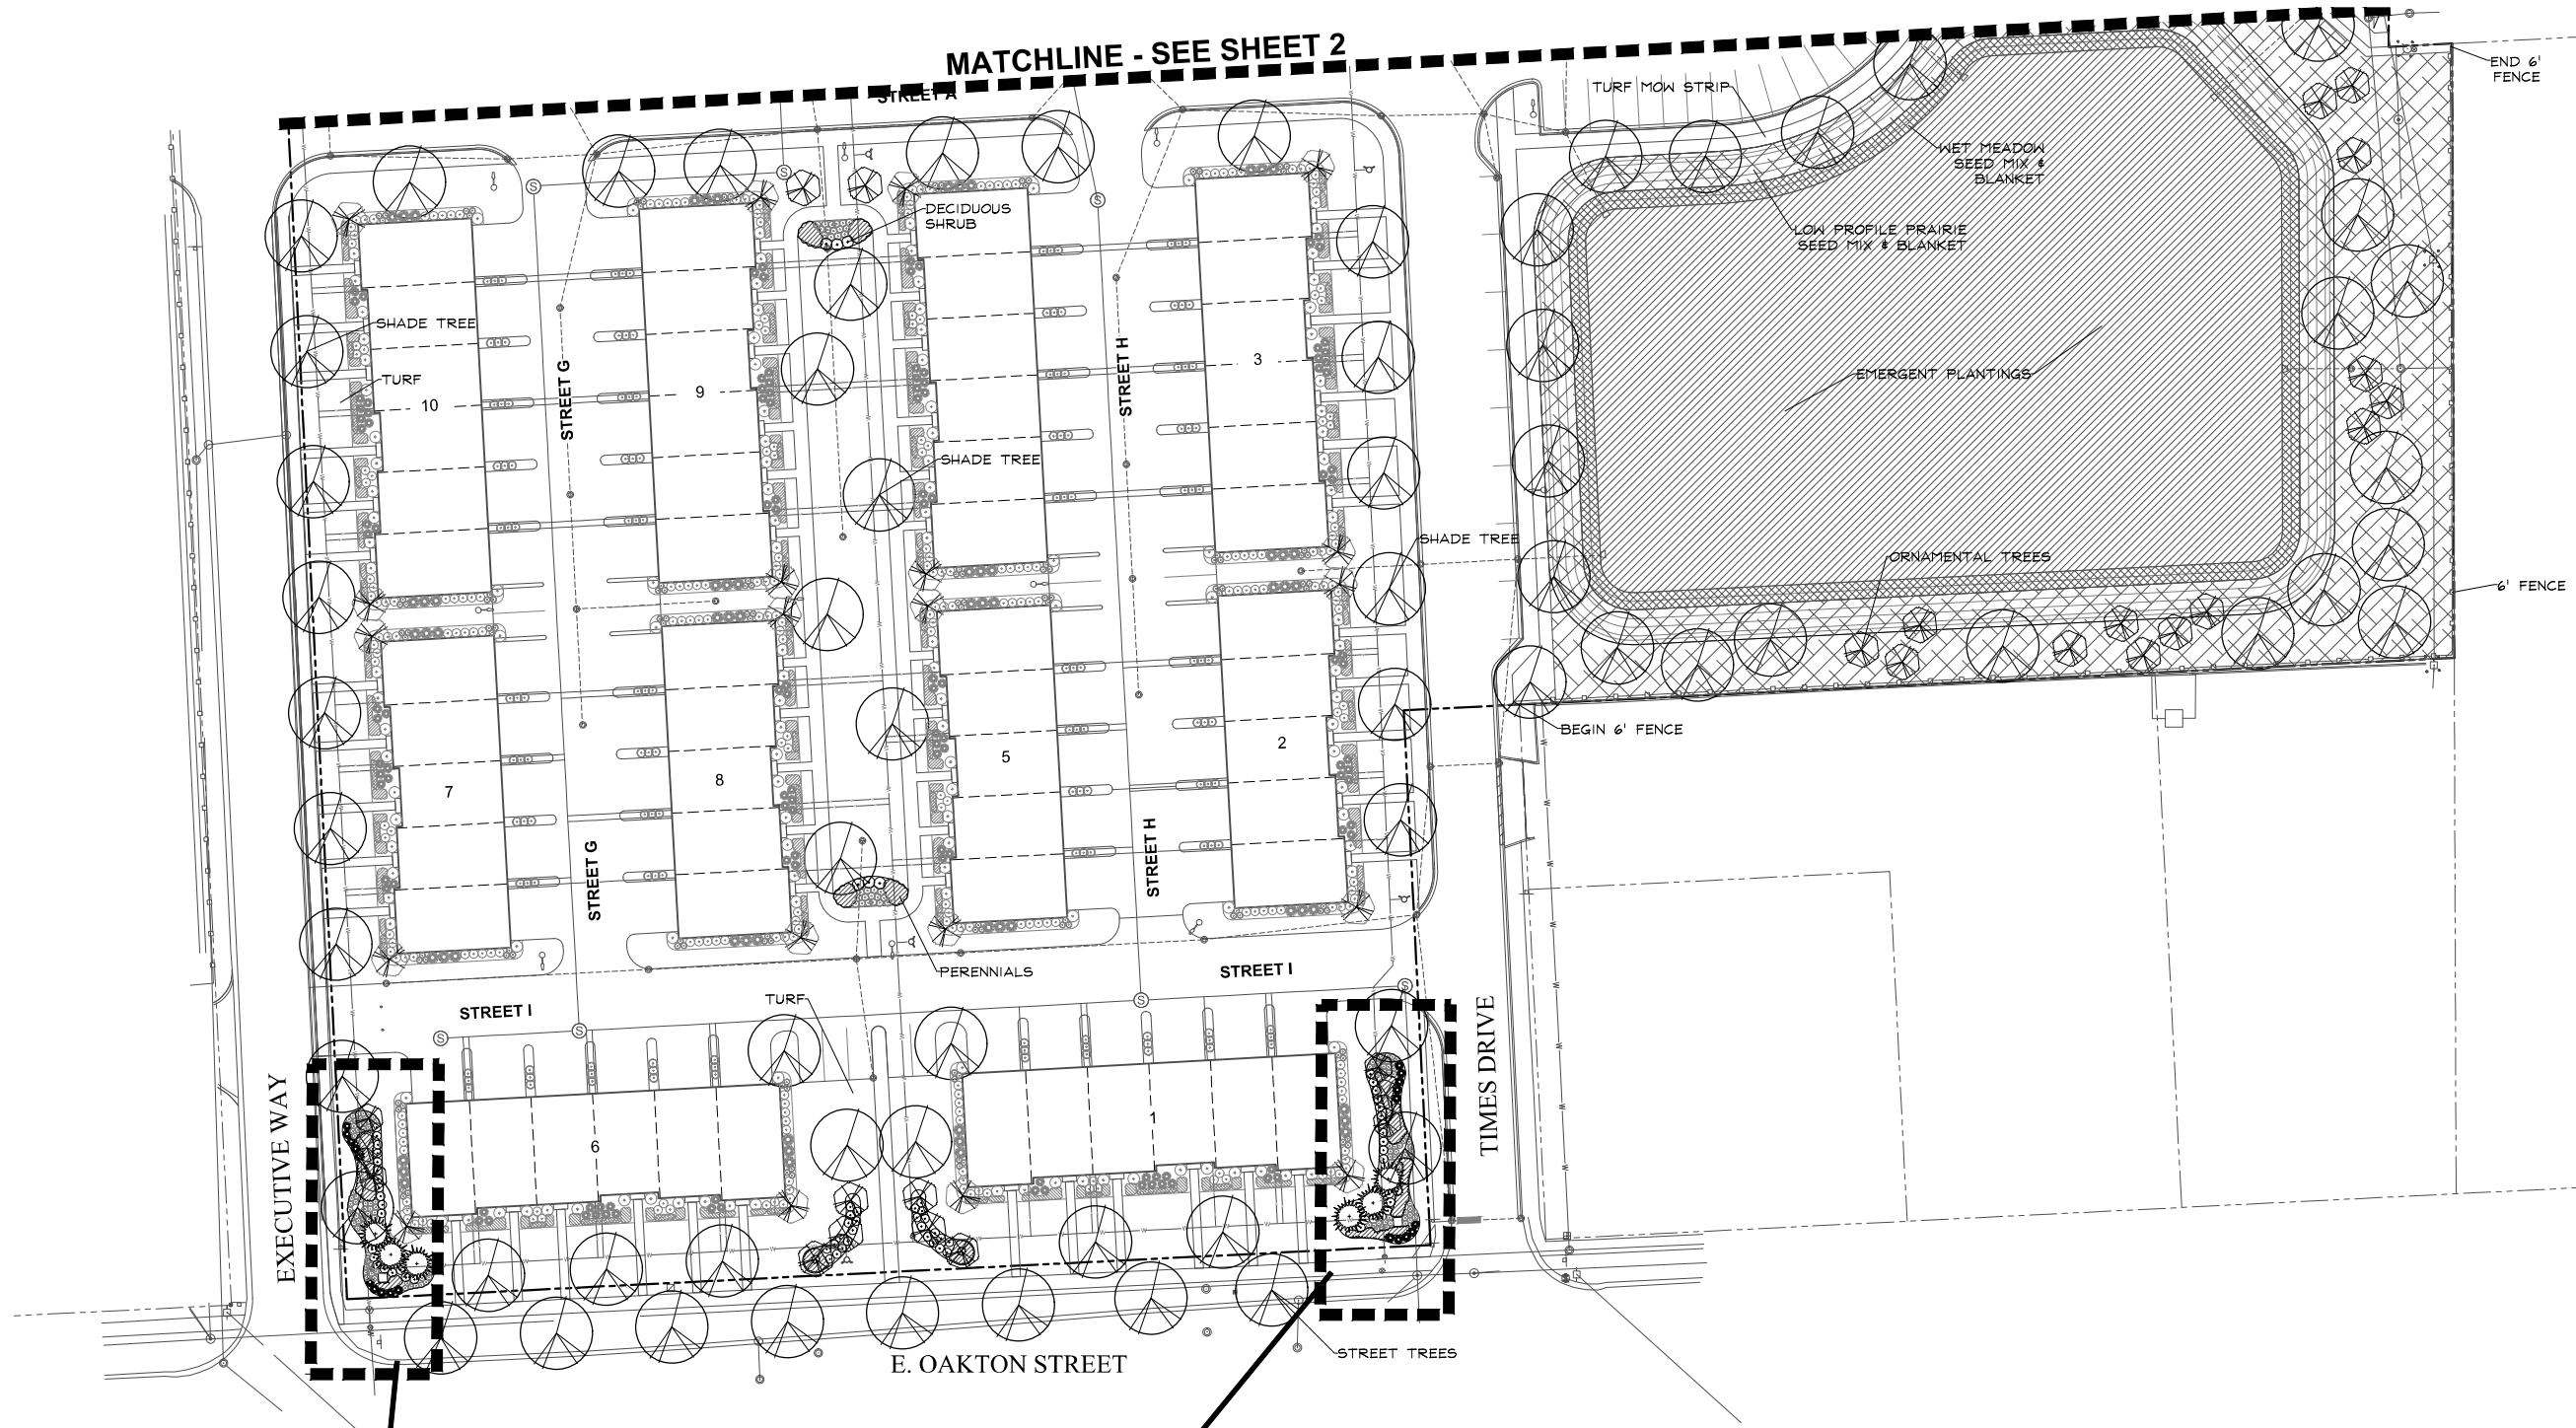 MATCHLINE - SEE SHEET 2
STREET A
END 6'
FENCE
TURF MOW STRIP
WET MEADOW
SEED MIX &
BLANKET
DECIDUOUS
SHRUB
LOW PROFILE PRAIRIE
SEED MIX & BLANKET
SHADE TREE
TURF
10
STREET G
9
STREET H
3
EMERGENT PLANTINGS
SHADE TREE
SHADE TREE
ORNAMENTAL TREES
6' FENCE
BEGIN 6' FENCE
7
8
5
2
STREET G
STREET H
PERENNIALS
STREET I
STREET I
TURF
S
S
S
S
S
S
S
EXECUTIVE WAY
6
1
TIMES DRIVE
E. OAKTON STREET
STREET TREES